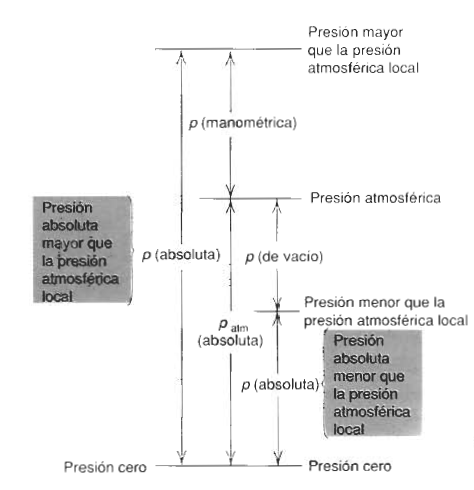 Presión mayor
que la presión
atmosférica local
p (manométrica)
Presión atmosférica
Presión
absoluta
mayor que
la presión
atmosférica
local
p (absoluta)
p (de vacio)
Presión menor que la
presión atmosférica local
p atm
(absoluta)
p (absoluta)
Presión
absoluta
menor que
la presión
atmosférica
local
Presión cero
Presión cero